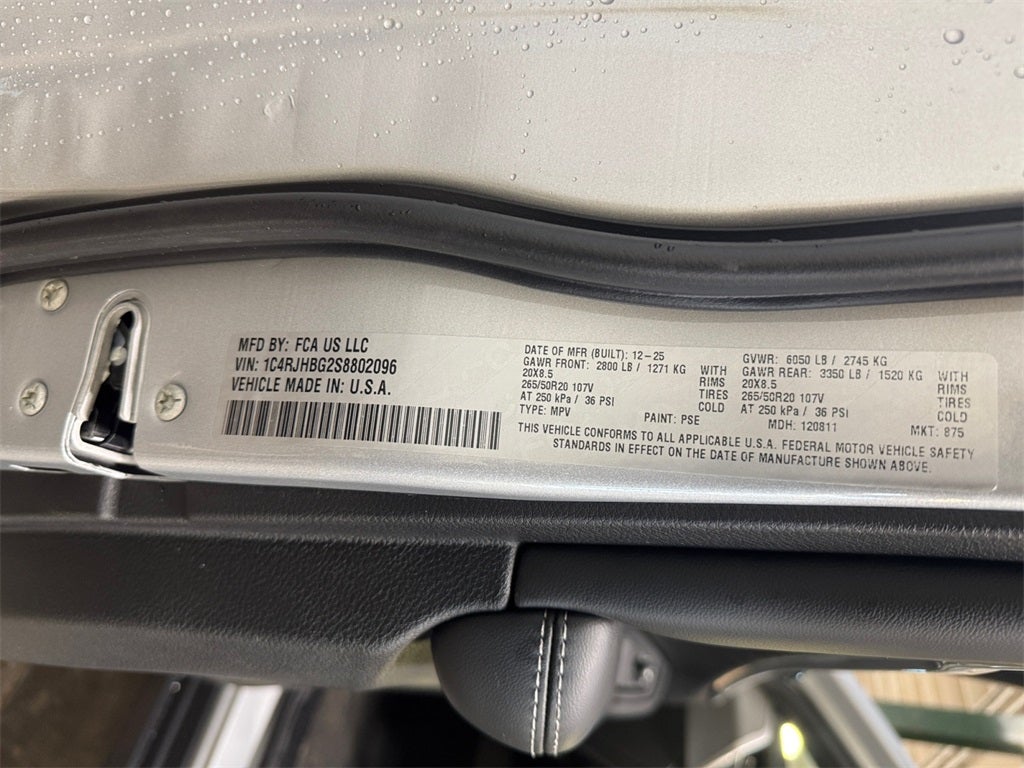 MFD BY: FCA US LLC
VIN: 1C4RJHBG2S8802096
VEHICLE MADE IN: U.S.A.
DATE OF MFR (BUILT): 12-25
GAWR FRONT: 2800 LB / 1271 KG WITH
20X8.5 RIMS
265/50R20 107V TIRES
AT 250 kPa / 36 PSI COLD
TYPE: MPV PAINT: PSE
GVWR: 6050 LB / 2745 KG
GAWR REAR: 3350 LB / 1520 KG WITH
20X8.5 RIMS
265/50R20 107V TIRES
AT 250 kPa / 36 PSI COLD
MDH: 120811 MKT: 875
THIS VEHICLE CONFORMS TO ALL APPLICABLE U.S.A. FEDERAL MOTOR VEHICLE SAFETY
STANDARDS IN EFFECT ON THE DATE OF MANUFACTURE SHOWN ABOVE.